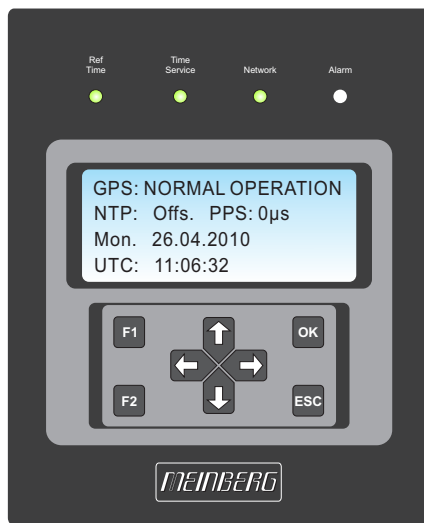 Ref
Time
Time
Service
Network
Alarm
GPS: NORMAL OPERATION
NTP: Offs. PPS: 0µs
Mon. 26.04.2010
UTC: 11:06:32
F1
OK
F2
ESC
MEINBERG